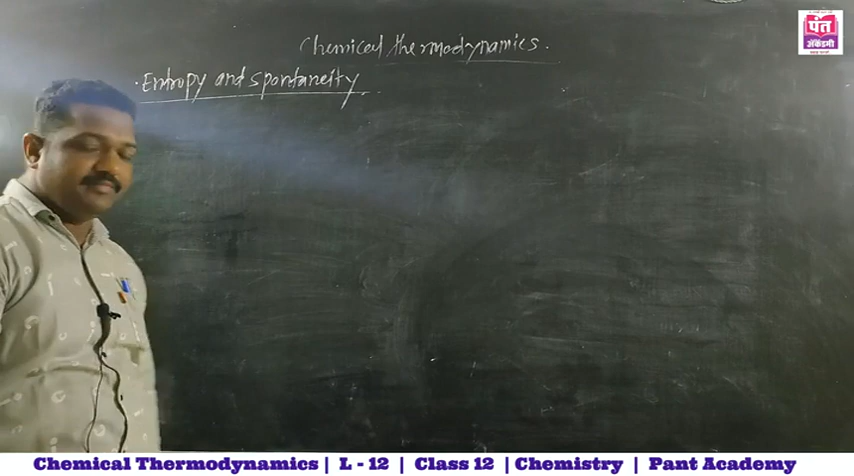 Chemical thermodynamics.
पंत
अकॅडमी
. Entropy and spontaneity
Chemical Thermodynamics | L - 12 | Class 12 | Chemistry | Pant Academy